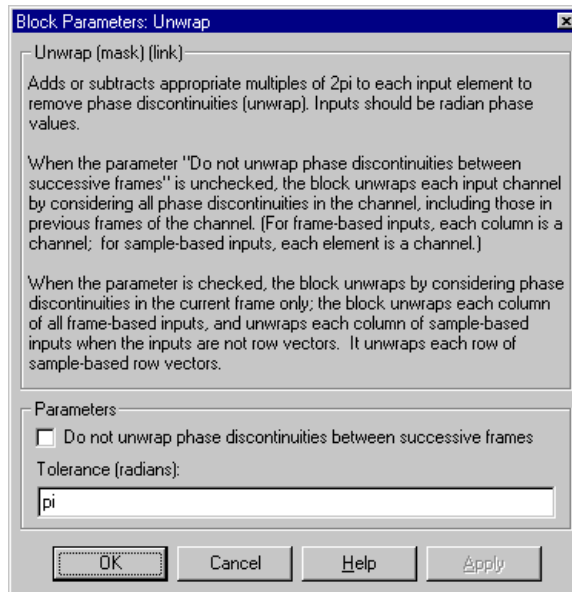 Block Parameters: Unwrap
Unwrap (mask) (link)
Adds or subtracts appropriate multiples of 2pi to each input element to
remove phase discontinuities (unwrap). Inputs should be radian phase
values.
When the parameter "Do not unwrap phase discontinuities between
successive frames" is unchecked, the block unwraps each input channel
by considering all phase discontinuities in the channel, including those in
previous frames of the channel. (For frame-based inputs, each column is a
channel; for sample-based inputs, each element is a channel.)
When the parameter is checked, the block unwraps by considering phase
discontinuities in the current frame only; the block unwraps each column
of all frame-based inputs, and unwraps each column of sample-based
inputs when the inputs are not row vectors. It unwraps each row of
sample-based row vectors.
Parameters
Do not unwrap phase discontinuities between successive frames
Tolerance (radians):
pi
OK Cancel Help Apply